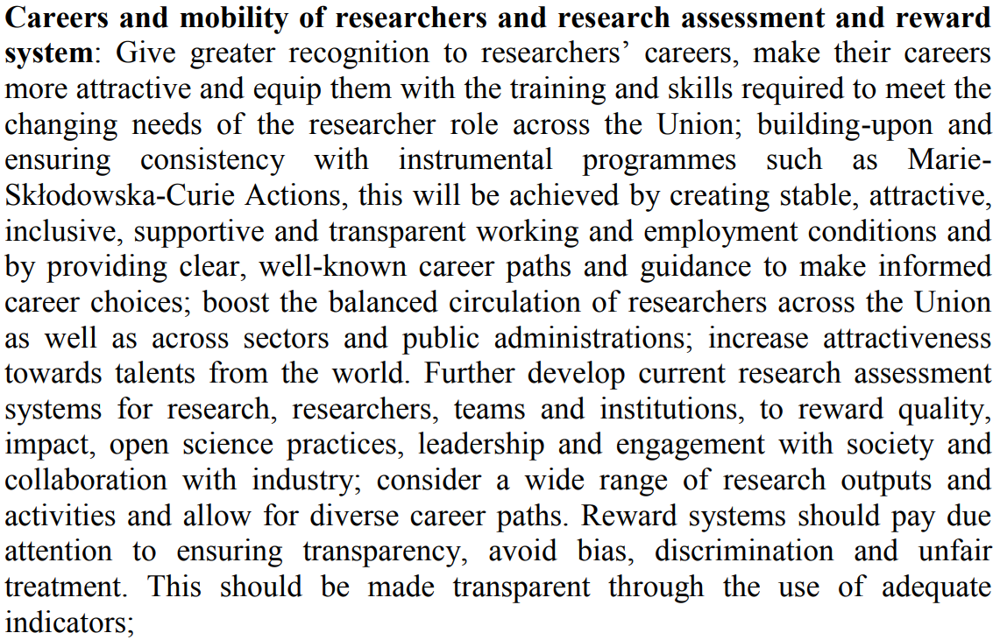 Careers and mobility of researchers and research assessment and reward
system: Give greater recognition to researchers’ careers, make their careers
more attractive and equip them with the training and skills required to meet the
changing needs of the researcher role across the Union; building-upon and
ensuring consistency with instrumental programmes such as Marie-
Skłodowska-Curie Actions, this will be achieved by creating stable, attractive,
inclusive, supportive and transparent working and employment conditions and
by providing clear, well-known career paths and guidance to make informed
career choices; boost the balanced circulation of researchers across the Union
as well as across sectors and public administrations; increase attractiveness
towards talents from the world. Further develop current research assessment
systems for research, researchers, teams and institutions, to reward quality,
impact, open science practices, leadership and engagement with society and
collaboration with industry; consider a wide range of research outputs and
activities and allow for diverse career paths. Reward systems should pay due
attention to ensuring transparency, avoid bias, discrimination and unfair
treatment. This should be made transparent through the use of adequate
indicators;